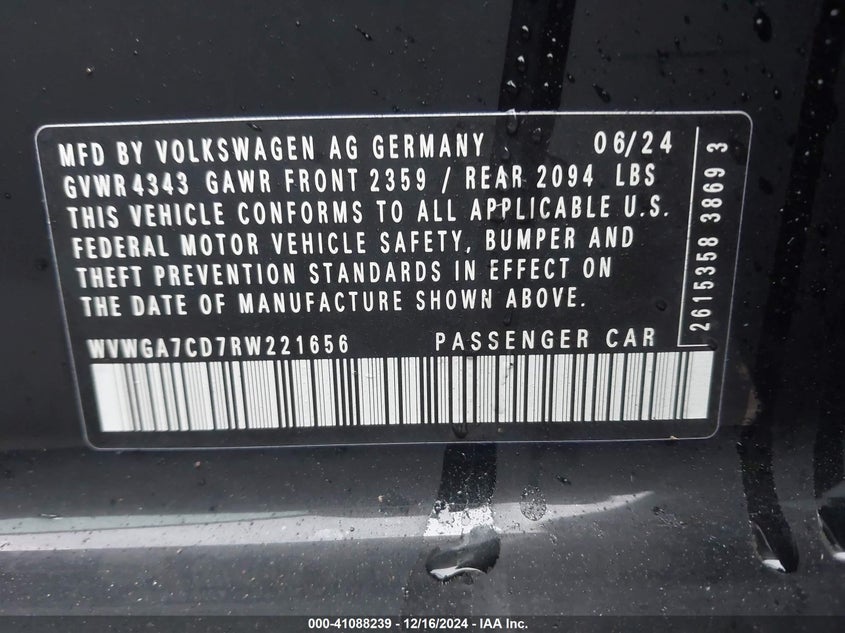 MFD BY VOLKSWAGEN AG GERMANY 06/24
GVWR 4343 GAWR FRONT 2359 / REAR 2094 LBS
THIS VEHICLE CONFORMS TO ALL APPLICABLE U.S.
FEDERAL MOTOR VEHICLE SAFETY, BUMPER AND
THEFT PREVENTION STANDARDS IN EFFECT ON
THE DATE OF MANUFACTURE SHOWN ABOVE.
WVWGA7CD7RW221656 PASSENGER CAR
2615358 3869 3
000-41088239 - 12/16/2024 - IAA Inc.